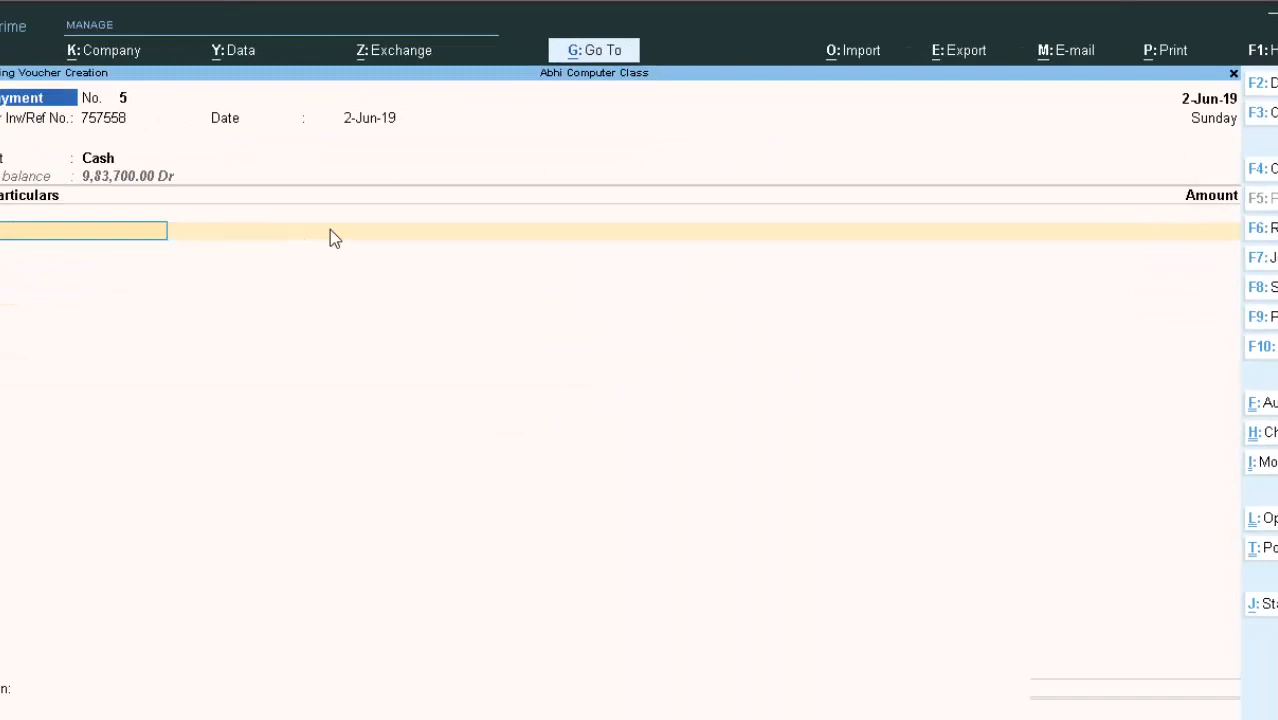 rime
MANAGE
K: Company Y: Data Z: Exchange G: Go To O: Import E: Export M: E-mail P: Print F1: H
ng Voucher Creation Abhi Computer Class
yment No. 5 2-Jun-19
Inv/Ref No.: 757558 Date : 2-Jun-19 Sunday
t : Cash
balance : 9,83,700.00 Dr
articulars Amount
F2: D
F3: C
F4: C
F5: F
F6: R
F7: J
F8: S
F9: P
F10:
E: Au
H: Ch
I: Mo
L: Op
T: Po
J: Sta
n: